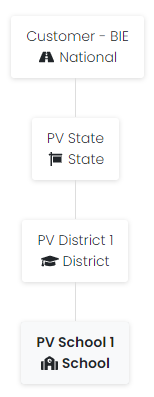 Customer - BIE
National
PV State
State
PV District 1
District
PV School 1
School